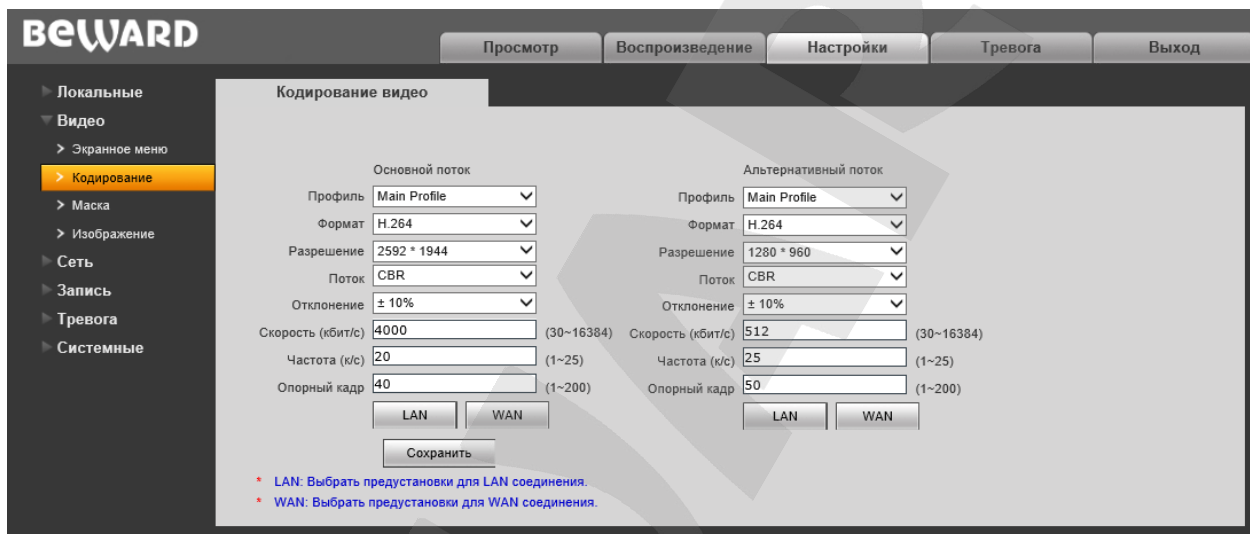 BEWARD
Просмотр Воспроизведение Настройки Тревога Выход
Локальные
Видео
Экранное меню
Кодирование
Маска
Изображение
Сеть
Запись
Тревога
Системные
Кодирование видео
Основной поток Альтернативный поток
Профиль Main Profile Профиль Main Profile
Формат H.264 Формат H.264
Разрешение 2592 * 1944 Разрешение 1280 * 960
Поток CBR Поток CBR
Отклонение ± 10% Отклонение ± 10%
Скорость (кбит/с) 4000 (30~16384) Скорость (кбит/с) 512 (30~16384)
Частота (к/с) 20 (1~25) Частота (к/с) 25 (1~25)
Опорный кадр 40 (1~200) Опорный кадр 50 (1~200)
LAN WAN LAN WAN
Сохранить
* LAN: Выбрать предустановки для LAN соединения.
* WAN: Выбрать предустановки для WAN соединения.